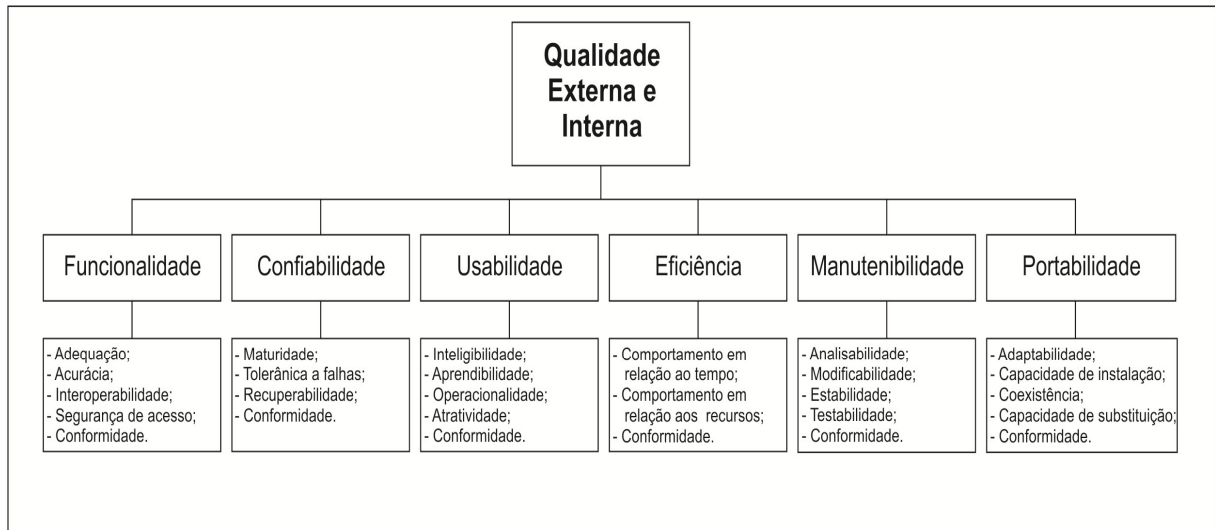 Qualidade
Externa e
Interna
Funcionalidade
Confiabilidade
Usabilidade
Eficiência
Manutenibilidade
Portabilidade
- Adequação;
- Acurácia;
- Interoperabilidade;
- Segurança de acesso;
- Conformidade.
- Maturidade;
- Tolerânica a falhas;
- Recuperabilidade;
- Conformidade.
- Inteligibilidade;
- Aprendibilidade;
- Operacionalidade;
- Atratividade;
- Conformidade.
- Comportamento em
relação ao tempo;
- Comportamento em
relação aos recursos;
- Conformidade.
- Analisabilidade;
- Modificabilidade;
- Estabilidade;
- Testabilidade;
- Conformidade.
- Adaptabilidade;
- Capacidade de instalação;
- Coexistência;
- Capacidade de substituição;
- Conformidade.